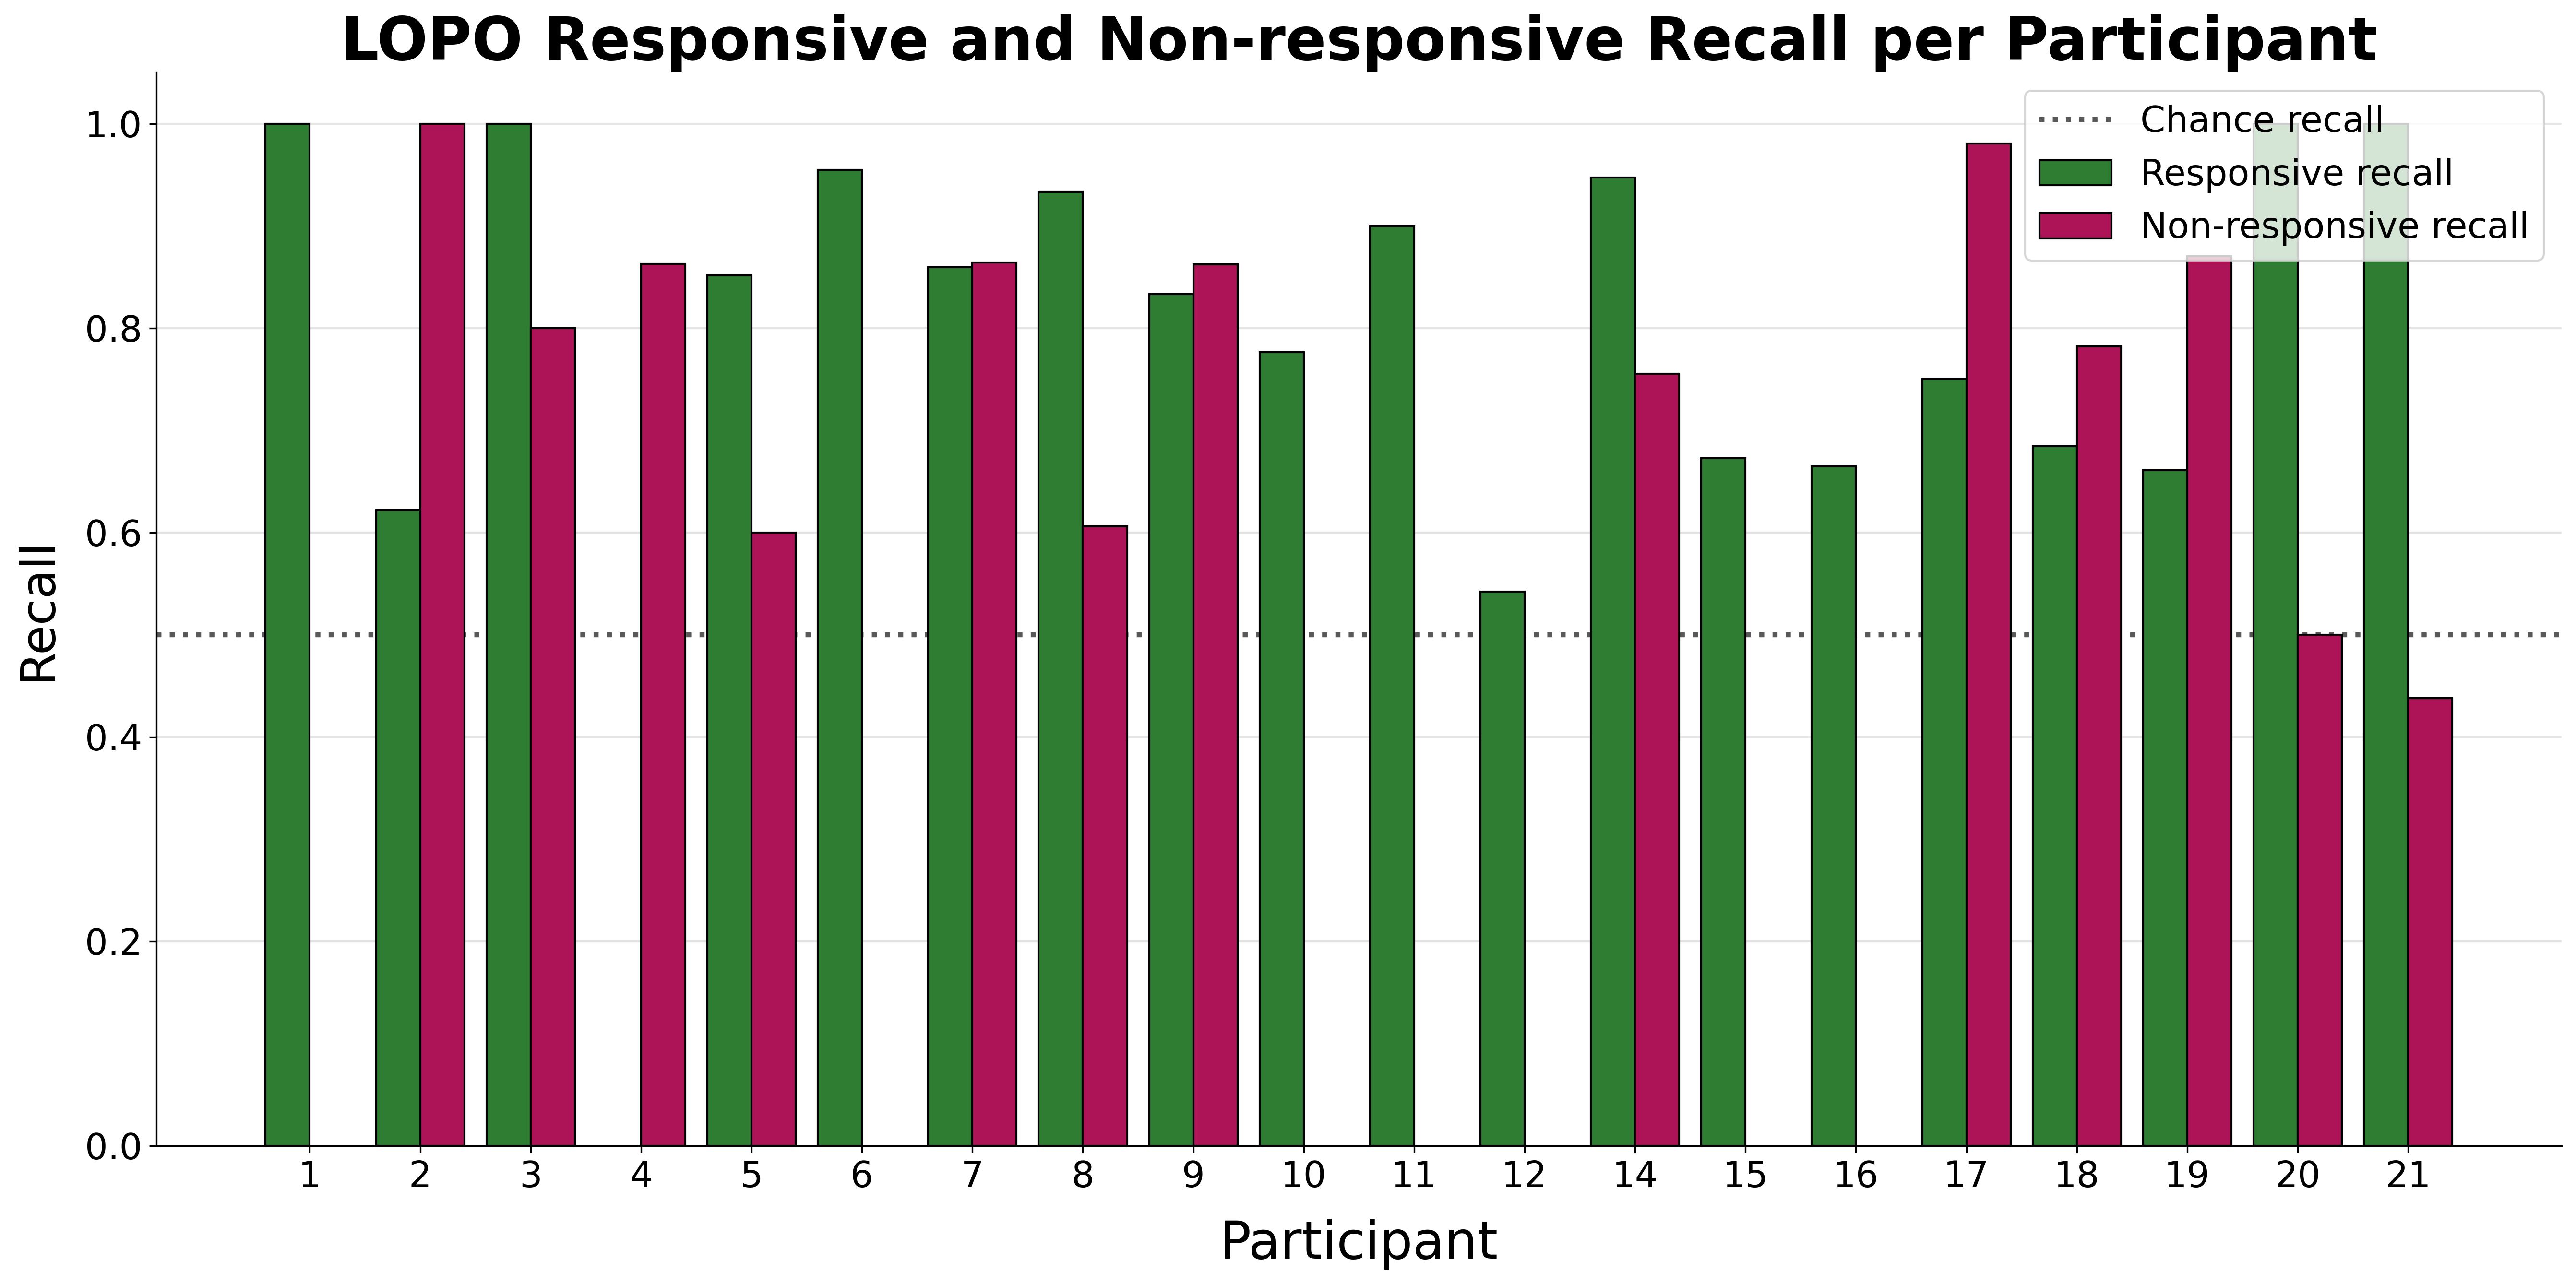 LOPO Responsive and Non-responsive Recall per Participant
Chance recall
Responsive recall
Non-responsive recall
1.0
0.8
0.6
0.4
0.2
0.0
Recall
1 2 3 4 5 6 7 8 9 10 11 12 14 15 16 17 18 19 20 21
Participant